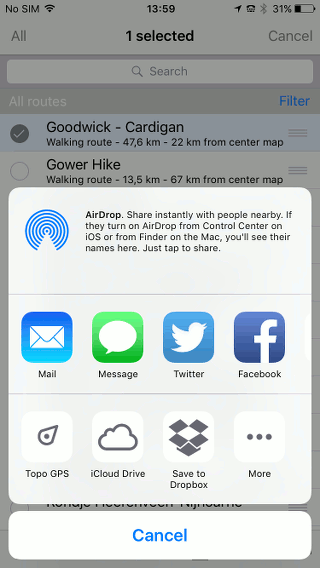 No SIM 13:59 31%
All 1 selected Cancel
Search
All routes Filter
Goodwick - Cardigan
Walking route - 47,6 km - 22 km from center map
Gower Hike
Walking route - 13,5 km - 67 km from center map
AirDrop. Share instantly with people nearby. If
they turn on AirDrop from Control Center on
iOS or from Finder on the Mac, you'll see their
names here. Just tap to share.
Mail Message Twitter Facebook
Topo GPS iCloud Drive Save to
Dropbox More
Cancel